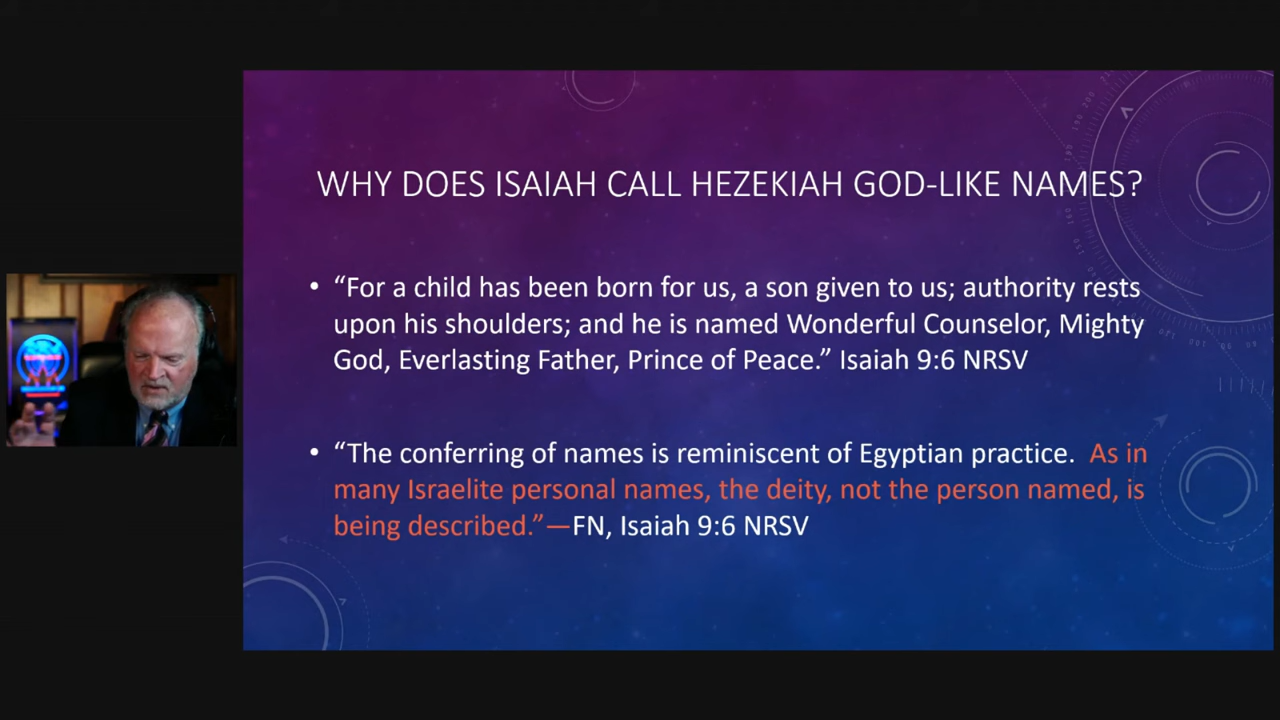 WHY DOES ISAIAH CALL HEZEKIAH GOD-LIKE NAMES?
• “For a child has been born for us, a son given to us; authority rests
upon his shoulders; and he is named Wonderful Counselor, Mighty
God, Everlasting Father, Prince of Peace.” Isaiah 9:6 NRSV
• “The conferring of names is reminiscent of Egyptian practice. As in
many Israelite personal names, the deity, not the person named, is
being described.”—FN, Isaiah 9:6 NRSV